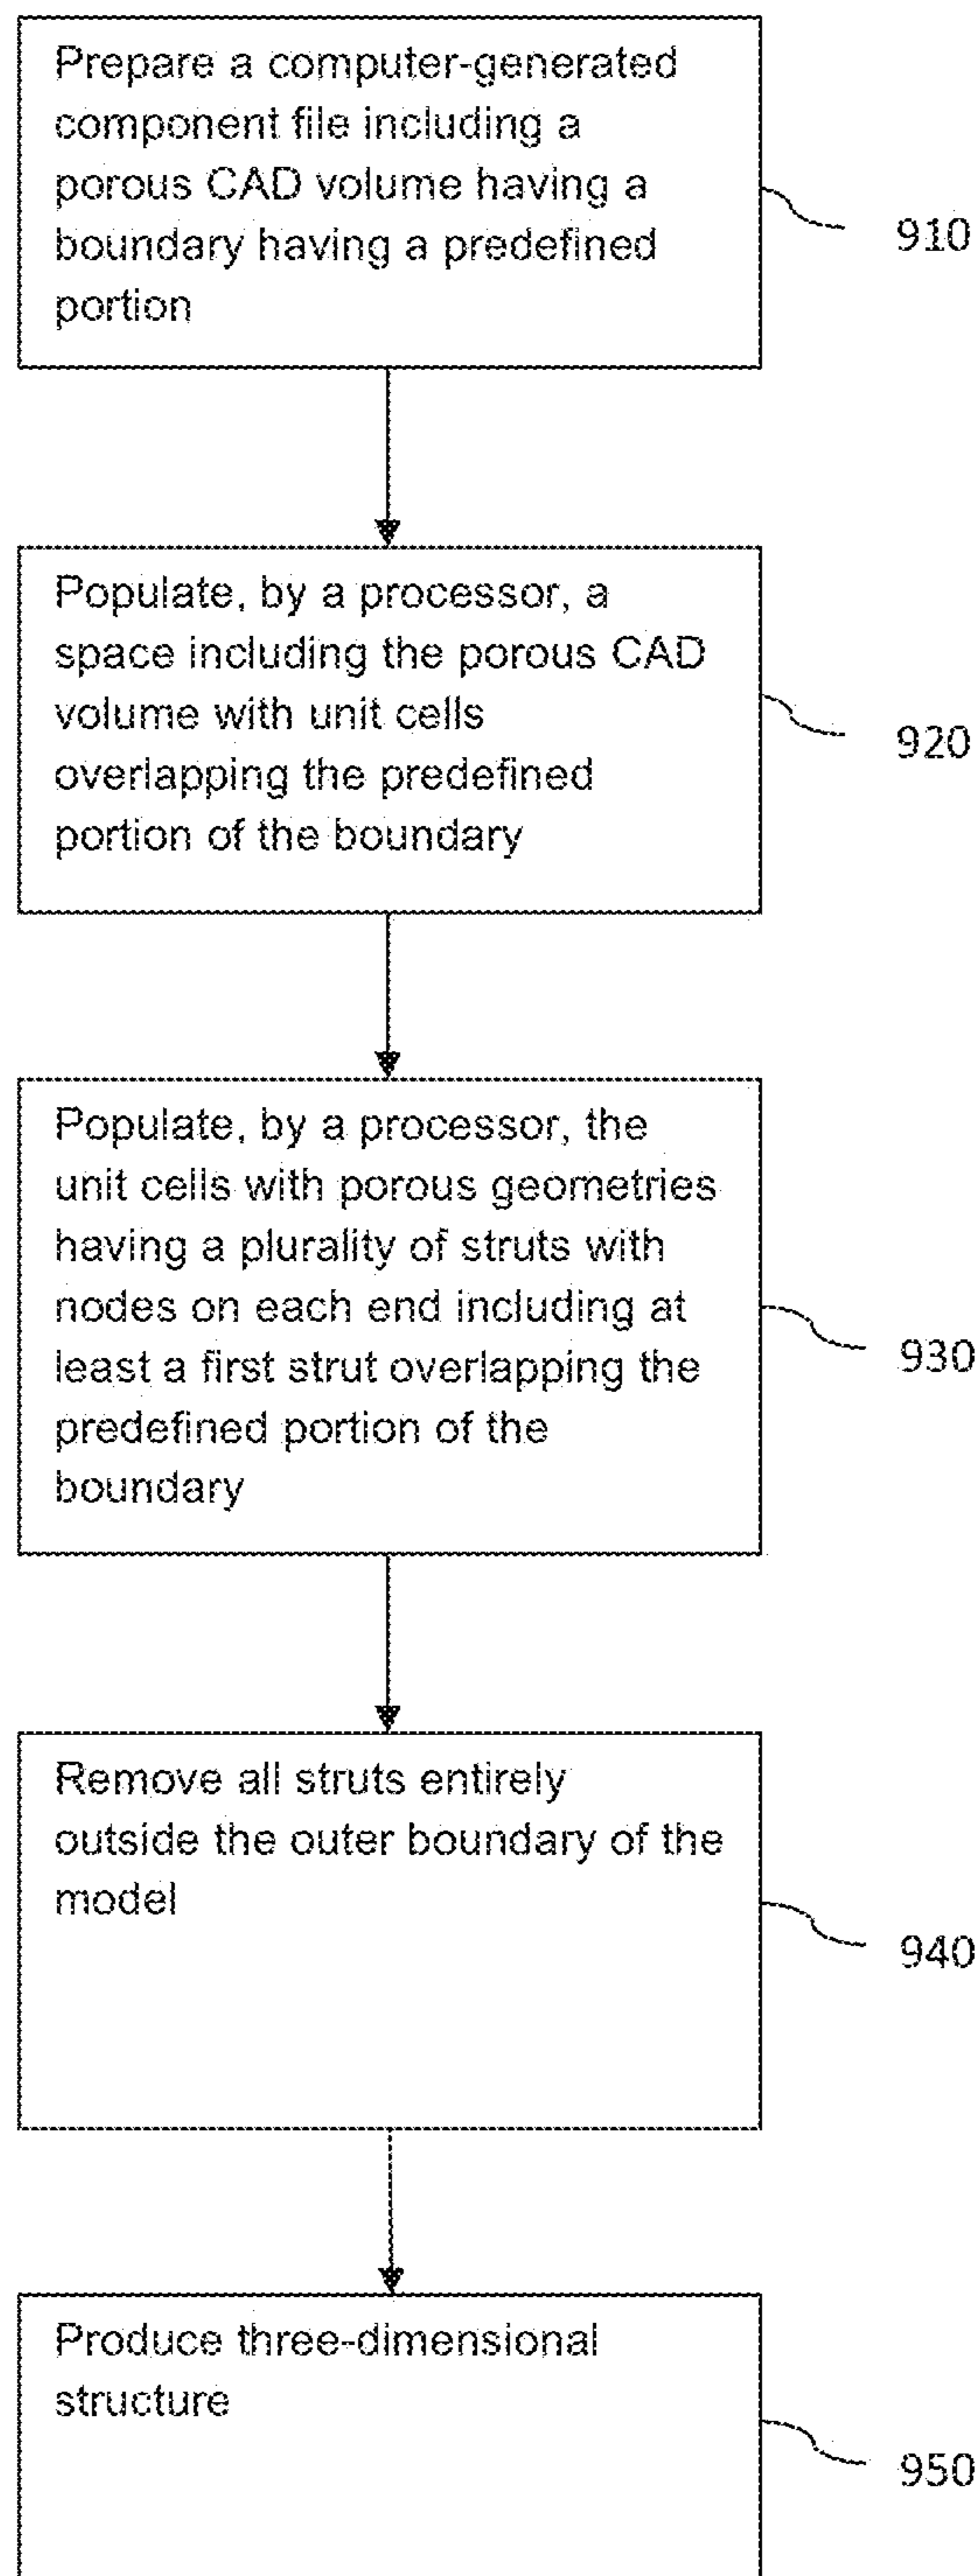 Prepare a computer-generated
component file including a
porous CAD volume having a
boundary having a predefined
portion
910
Populate, by a processor, a
space including the porous CAD
volume with unit cells
overlapping the predefined
portion of the boundary
920
Populate, by a processor, the
unit cells with porous geometries
having a plurality of struts with
nodes on each end including at
least a first strut overlapping the
predefined portion of the
boundary
930
Remove all struts entirely
outside the outer boundary of the
model
940
Produce three-dimensional
structure
950